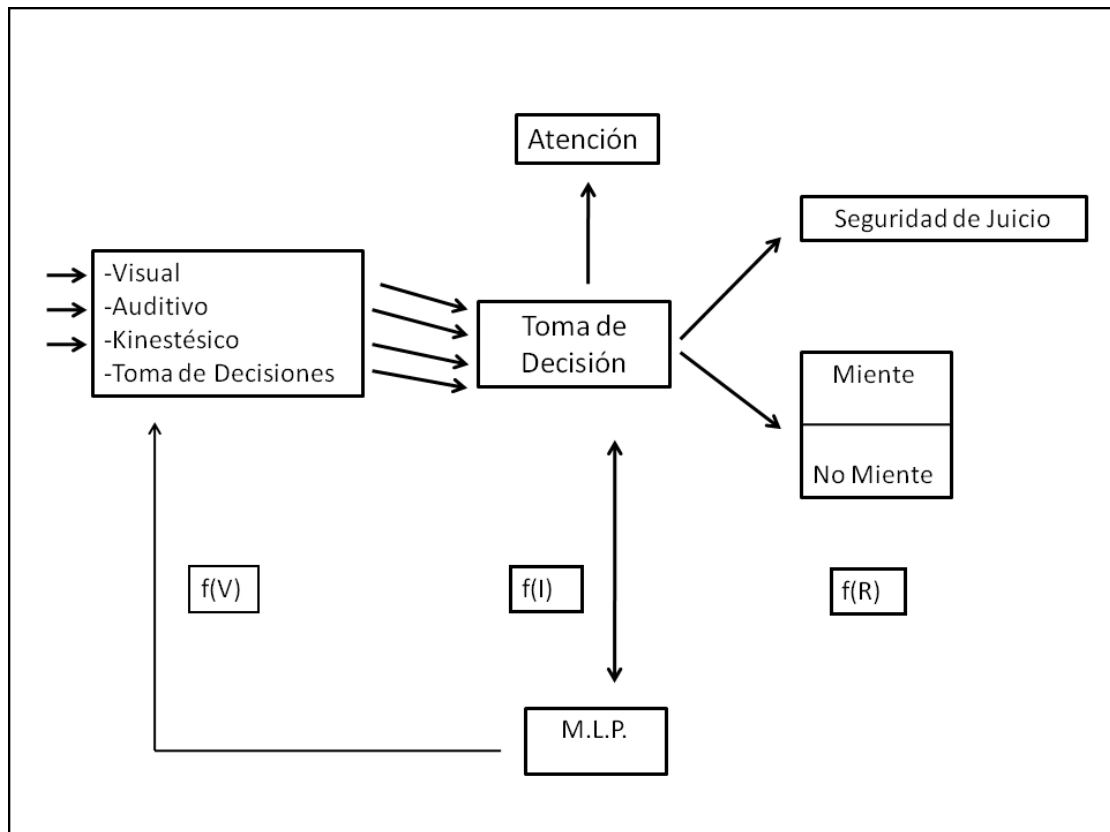 Atención
Seguridad de Juicio
-Visual
-Auditivo
-Kinestésico
-Toma de Decisiones
Toma de
Decisión
Miente
No Miente
f(V)
f(I)
f(R)
M.L.P.